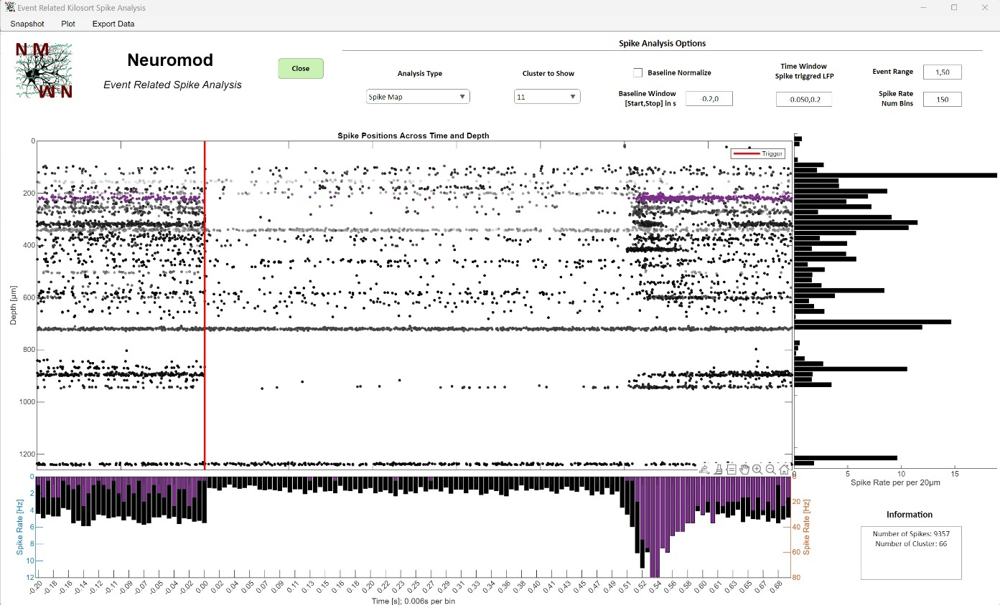 Event Related Kilosort Spike Analysis
Snapshot Plot Export Data
NM
NM
Neuromod
Event Related Spike Analysis
Close
Spike Analysis Options
Analysis Type
Spike Map
Cluster to Show
11
Baseline Normalize
Baseline Window
[Start,Stop] in s
-0.2,0
Time Window
Spike triggred LFP
-0.050,0.2
Event Range
1,50
Spike Rate
Num Bins
150
Spike Positions Across Time and Depth
Trigger
0
200
400
600
800
1000
1200
Depth [µm]
0
5
10
15
Spike Rate per per 20µm
0
2
4
6
8
10
12
Spike Rate [Hz]
0
20
40
60
80
Spike Rate [Hz]
-0.20 -0.18 -0.16 -0.14 -0.12 -0.11 -0.09 -0.07 -0.05 -0.04 -0.02 0.00 0.02 0.04 0.05 0.07 0.09 0.11 0.13 0.15 0.16 0.18 0.20 0.22 0.23 0.25 0.27 0.29 0.31 0.33 0.34 0.36 0.38 0.40 0.42 0.43 0.45 0.47 0.49 0.51 0.52 0.54 0.56 0.58 0.60 0.62 0.63 0.65 0.67 0.68
Time [s]; 0.006s per bin
Information
Number of Spikes: 9357
Number of Cluster: 66